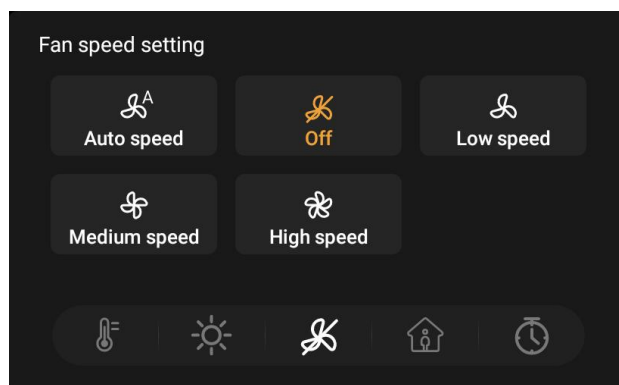 Fan speed setting
A
Auto speed
Off
Low speed
Medium speed
High speed